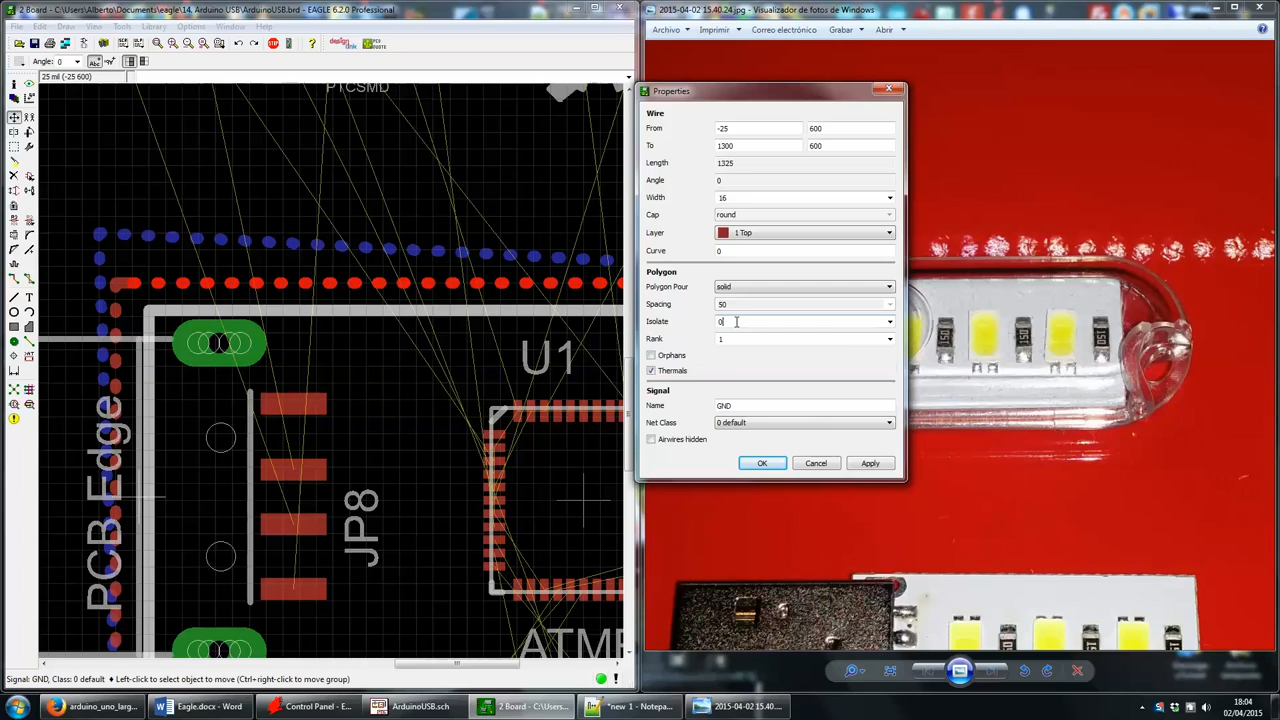 2 Board - C:\Users\Alberto\Documents\eagle\14. Arduino USB\ArduinoUSB.brd - EAGLE 6.2.0 Professional
File Edit Draw View Tools Library Options Window Help
design link
PCB QUOTE
Angle: 0
25 mil (-25 600)
PTCSMD
U1
PCB Edge
JP8
ATME
Signal: GND, Class: 0 default
Left-click to select object to move (Ctrl+right-click to move group)
Properties
Wire
From -25 600
To 1300 600
Length 1325
Angle 0
Width 16
Cap round
Layer 1 Top
Curve 0
Polygon
Polygon Pour solid
Spacing 50
Isolate 0
Rank 1
Orphans
Thermals
Signal
Name GND
Net Class 0 default
Airwires hidden
OK Cancel Apply
2015-04-02 15.40.24.jpg - Visualizador de fotos de Windows
Archivo Imprimir Correo electrónico Grabar Abrir
150 150 150
arduino_uno_larg...
Eagle.docx - Word
Control Panel - E...
ArduinoUSB.sch
2 Board - C:\Users...
*new 1 - Notepa...
2015-04-02 15.40....
18:04
02/04/2015